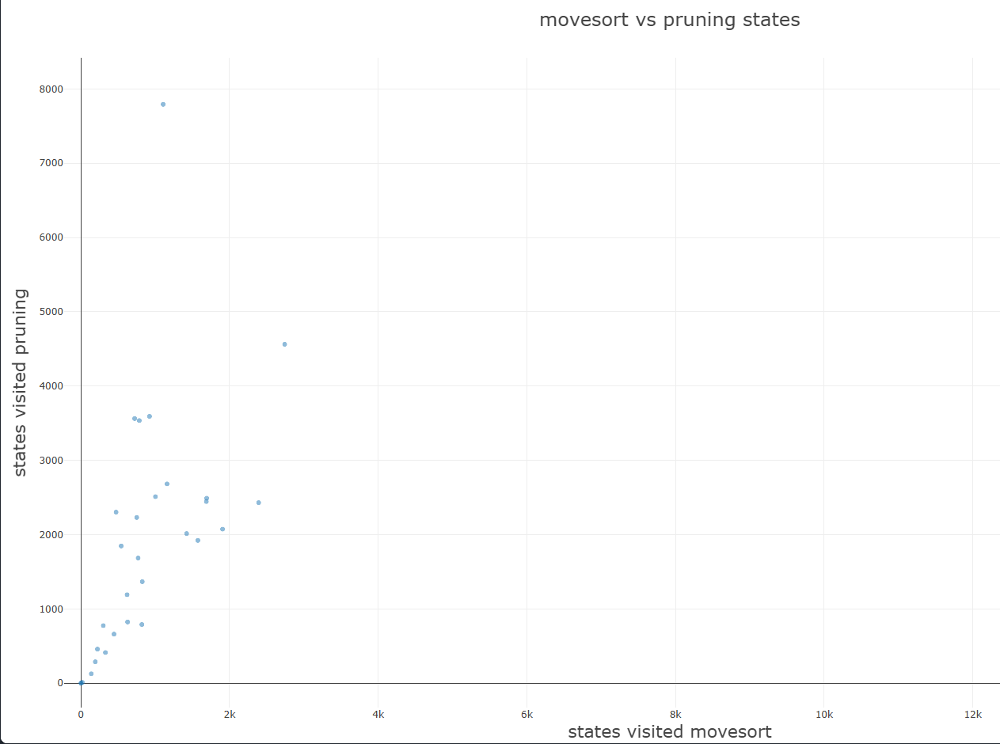 movesort vs pruning states
8000
7000
6000
5000
4000
3000
2000
1000
0
states visited pruning
0 2k 4k 6k 8k 10k 12k
states visited movesort